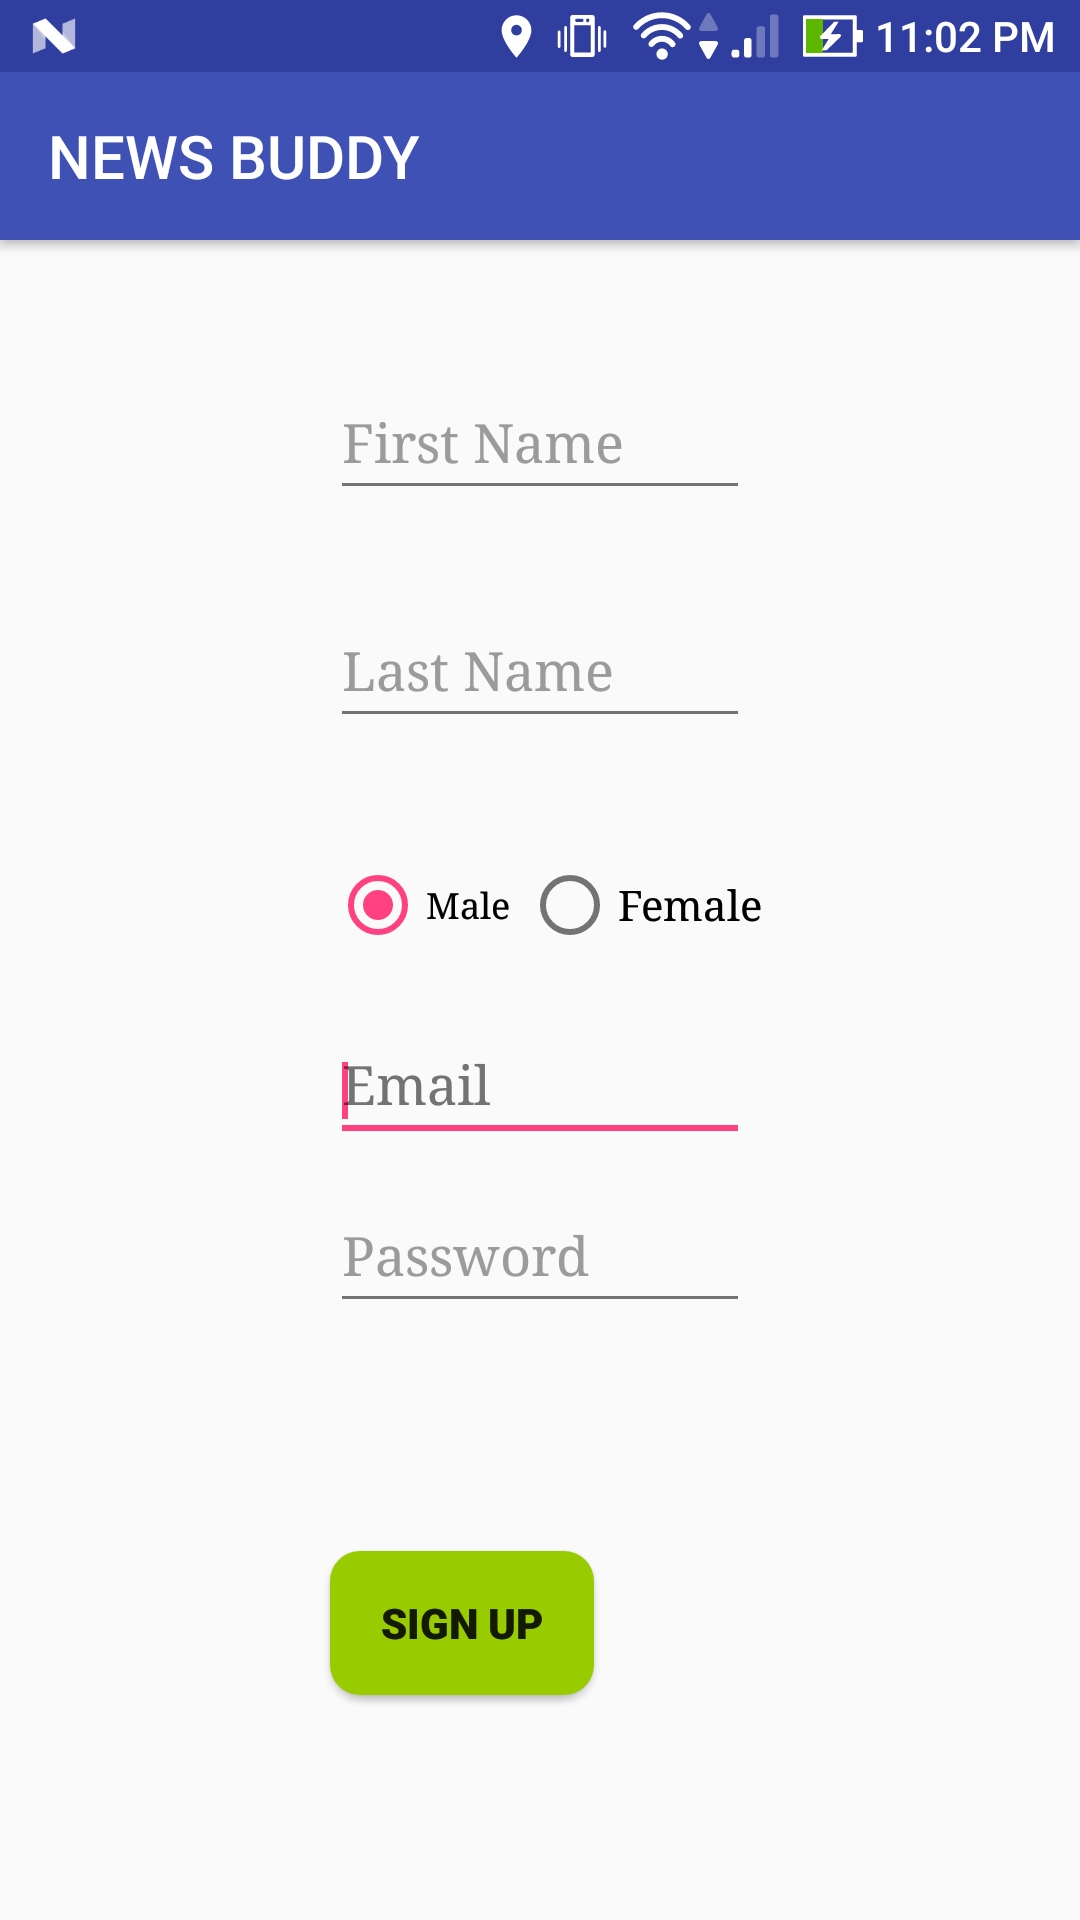 11:02 PM
NEWS BUDDY
First Name
Last Name
Male Female
Email
Password
SIGN UP